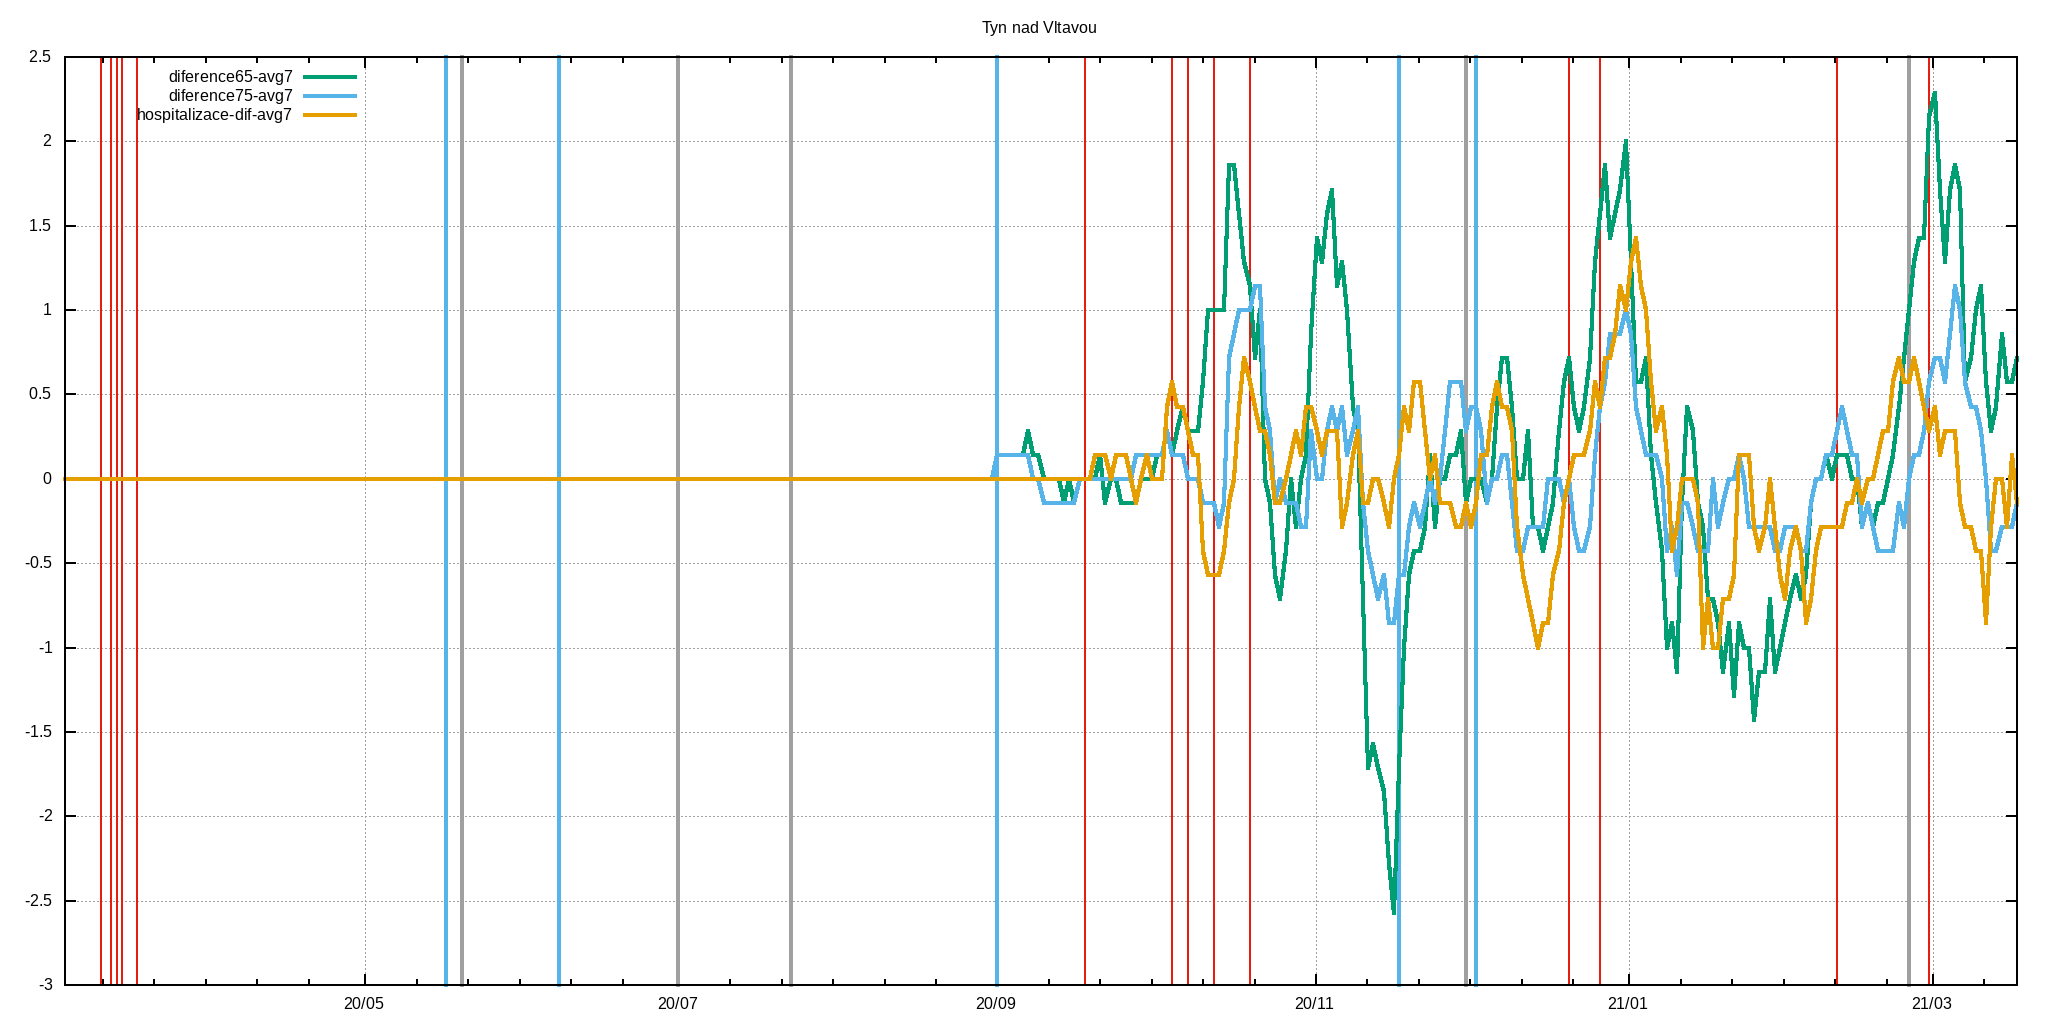 Tyn nad Vltavou
diference65-avg7
diference75-avg7
hospitalizace-dif-avg7
2.5
2
1.5
1
0.5
0
-0.5
-1
-1.5
-2
-2.5
-3
20/05 20/07 20/09 20/11 21/01 21/03